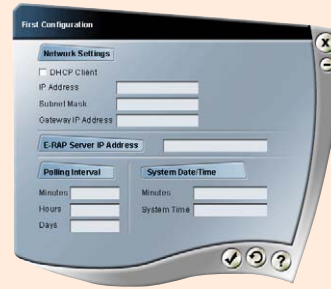 First Configuration
Network Settings
DHCP Client
IP Address
Subnet Mask
Gateway IP Address
E-RAP Server IP Address
Polling Interval
System Date/Time
Minutes
Minutes
Hours
System Time
Days